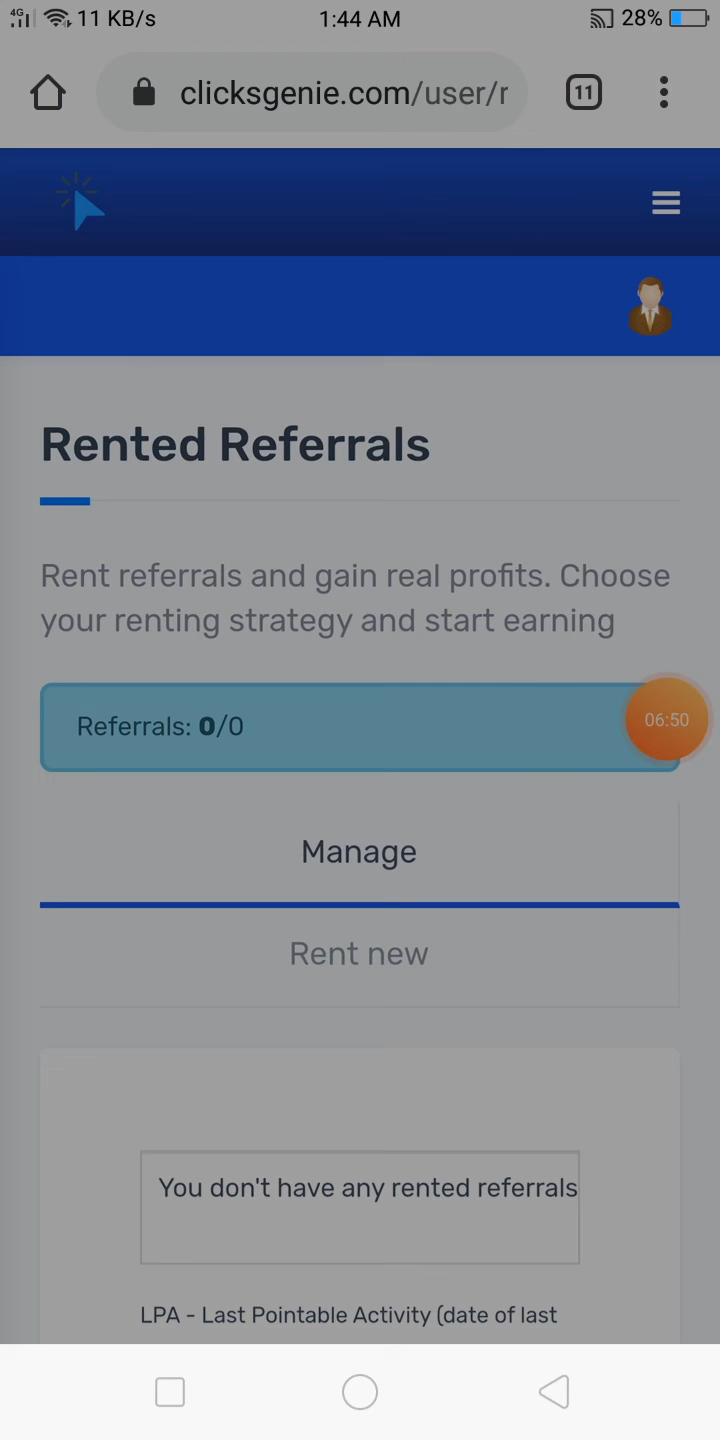 4G 11 KB/s 1:44 AM 28%
clicksgenie.com/user/r 11
Rented Referrals
Rent referrals and gain real profits. Choose
your renting strategy and start earning
Referrals: 0/0
06:50
Manage
Rent new
You don't have any rented referrals
LPA - Last Pointable Activity (date of last